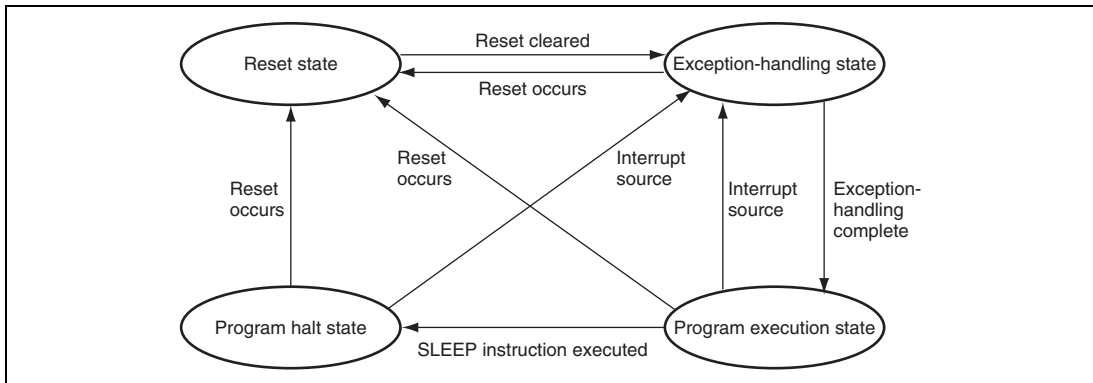 Reset cleared
Reset state
Exception-handling state
Reset occurs
Reset
occurs
Interrupt
source
Reset
occurs
Interrupt
source
Exception-
handling
complete
Program halt state
Program execution state
SLEEP instruction executed